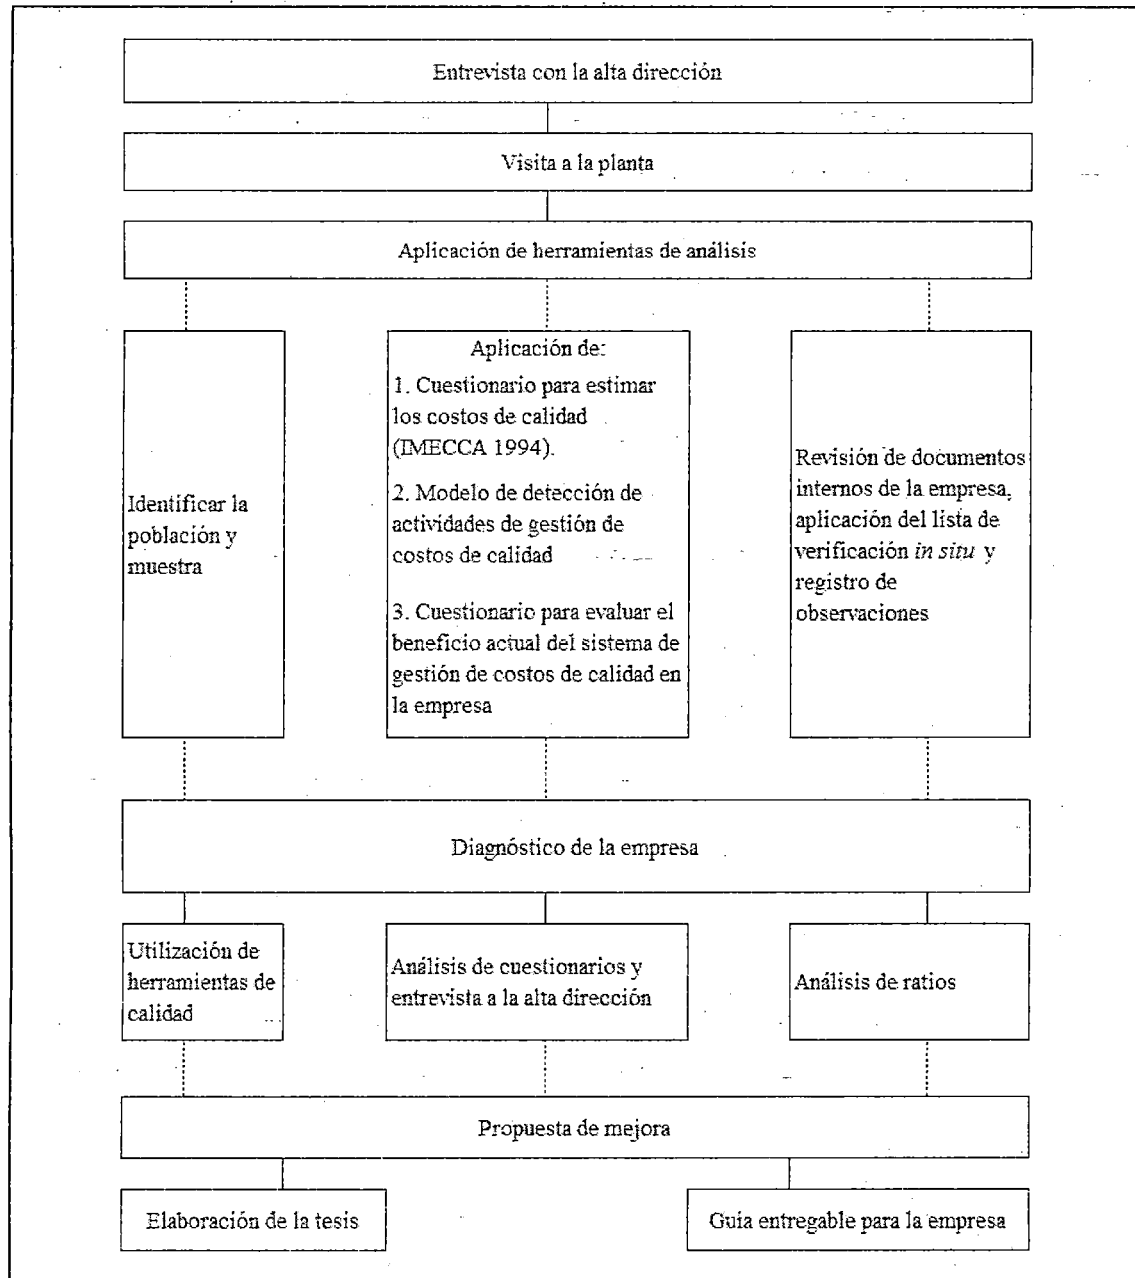 Entrevista con la alta dirección
Visita a la planta
Aplicación de herramientas de análisis
Identificar la
población y
muestra
Aplicación de:
1. Cuestionario para estimar
los costos de calidad
(IMECCA 1994).
2. Modelo de detección de
actividades de gestión de
costos de calidad
3. Cuestionario para evaluar el
beneficio actual del sistema de
gestión de costos de calidad en
la empresa
Revisión de documentos
internos de la empresa,
aplicación del lista de
verificación in situ y
registro de
observaciones
Diagnóstico de la empresa
Utilización de
herramientas de
calidad
Análisis de cuestionarios y
entrevista a la alta dirección
Análisis de ratios
Propuesta de mejora
Elaboración de la tesis
Guia entregable para la empresa